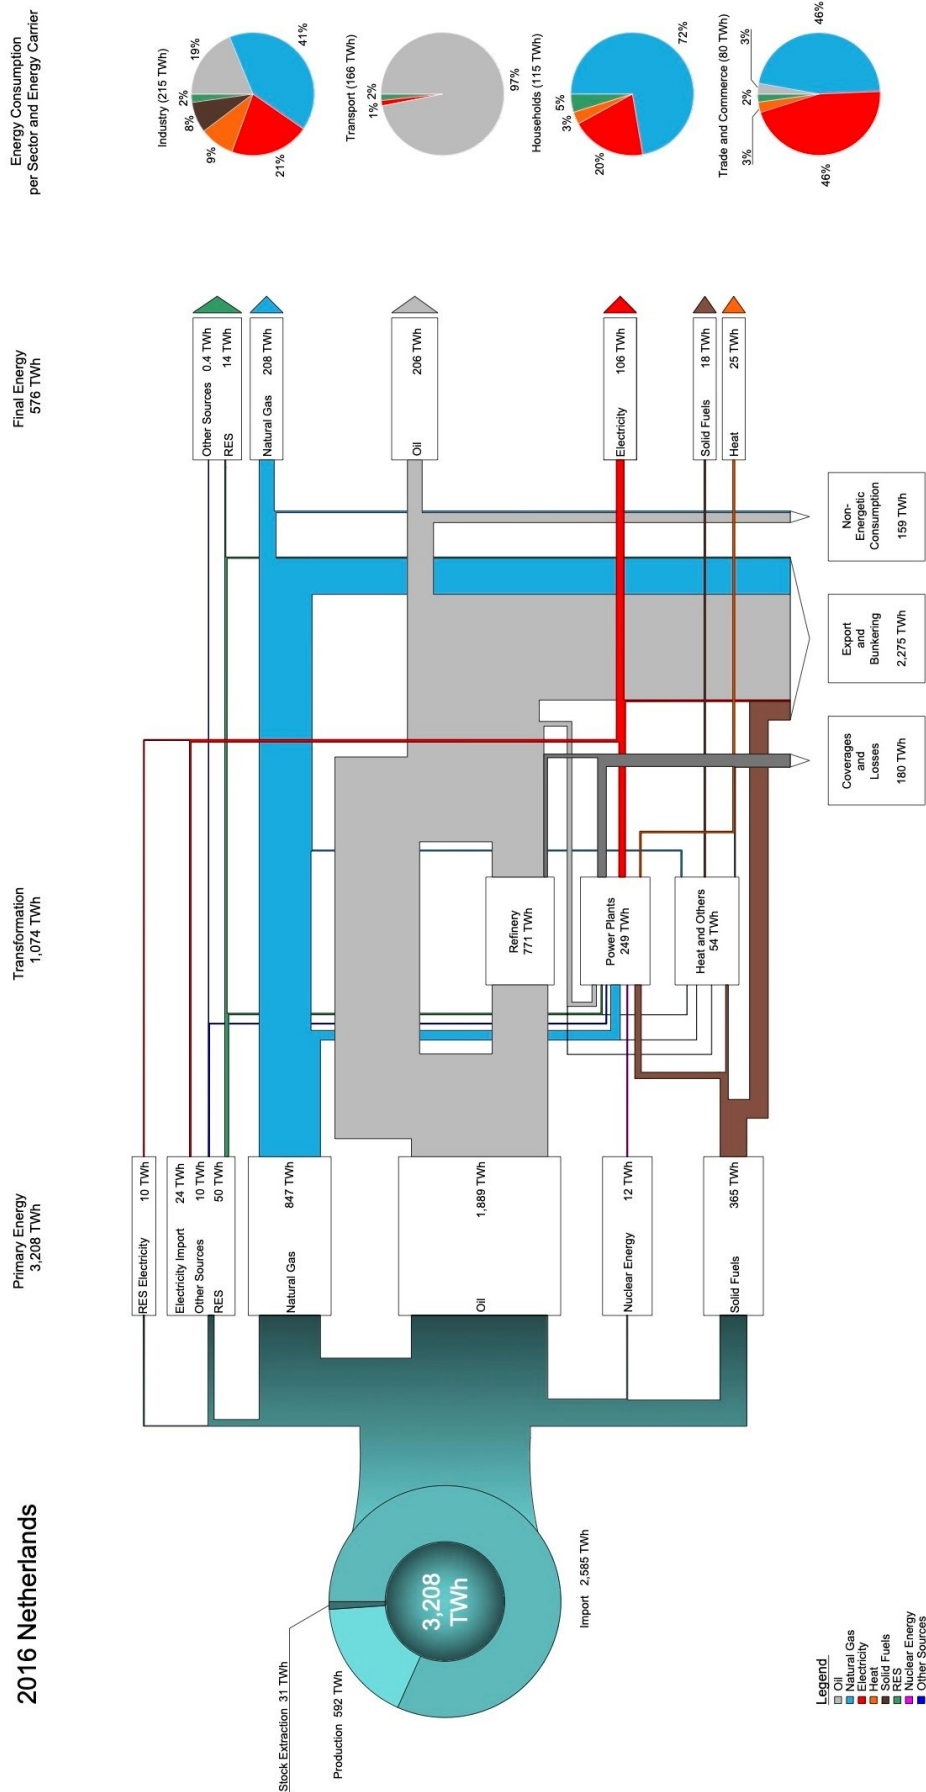 2016 Netherlands
Primary Energy
3,208 TWh
Transformation
1,074 TWh
Final Energy
576 TWh
Energy Consumption
per Sector and Energy Carrier
Stock Extraction 31 TWh
Production 592 TWh
3,208
TWh
Import 2,585 TWh
RES Electricity 10 TWh
Electricity Import 24 TWh
Other Sources 10 TWh
RES 50 TWh
Natural Gas 847 TWh
Oil 1,889 TWh
Nuclear Energy 12 TWh
Solid Fuels 365 TWh
Refinery
771 TWh
Power Plants
249 TWh
Heat and Others
54 TWh
Coverages
and
Losses
180 TWh
Export
and
Bunkering
2,275 TWh
Non-
Energetic
Consumption
159 TWh
Other Sources 0.4 TWh
RES 14 TWh
Natural Gas 208 TWh
Oil 206 TWh
Electricity 106 TWh
Solid Fuels 18 TWh
Heat 25 TWh
Industry (215 TWh)
19%
41%
2%
8%
9%
21%
Transport (166 TWh)
2%
1%
97%
Households (115 TWh)
72%
5%
3%
20%
Trade and Commerce (80 TWh)
3%
46%
2%
3%
46%
Legend
Oil
Natural Gas
Electricity
Heat
Solid Fuels
RES
Nuclear Energy
Other Sources